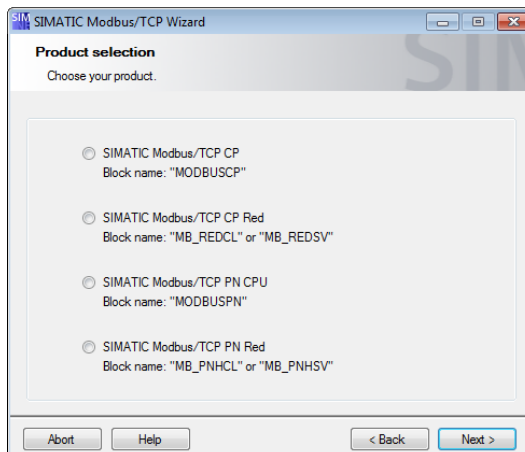 SIMATIC Modbus/TCP Wizard
Product selection
Choose your product.
SIMATIC Modbus/TCP CP
Block name: "MODBUSCP"
SIMATIC Modbus/TCP CP Red
Block name: "MB_REDCL" or "MB_REDSV"
SIMATIC Modbus/TCP PN CPU
Block name: "MODBUSPN"
SIMATIC Modbus/TCP PN Red
Block name: "MB_PNHCL" or "MB_PNHSV"
Abort
Help
< Back
Next >